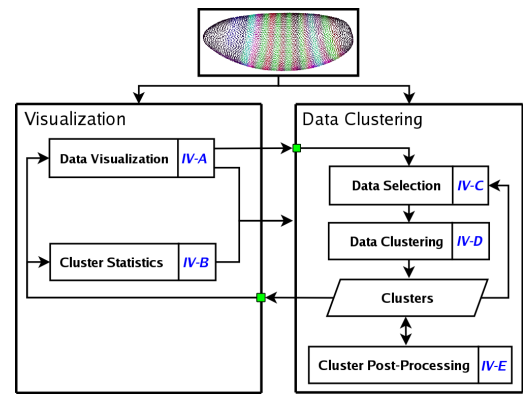 Visualization
Data Visualization IV-A
Cluster Statistics IV-B
Data Clustering
Data Selection IV-C
Data Clustering IV-D
Clusters
Cluster Post-Processing IV-E